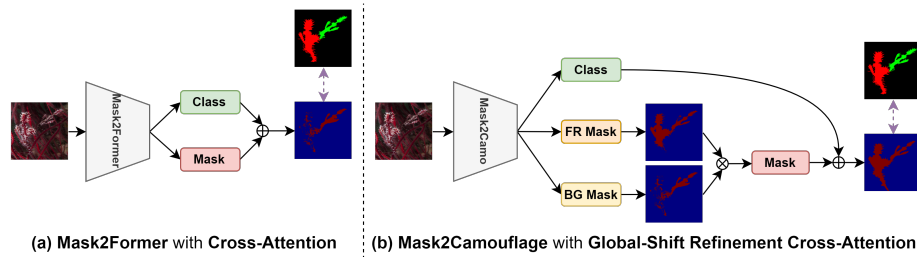 Mask2Former
Class
Mask
(a) Mask2Former with Cross-Attention
Mask2Camo
Class
FR Mask
BG Mask
Mask
(b) Mask2Camouflage with Global-Shift Refinement Cross-Attention